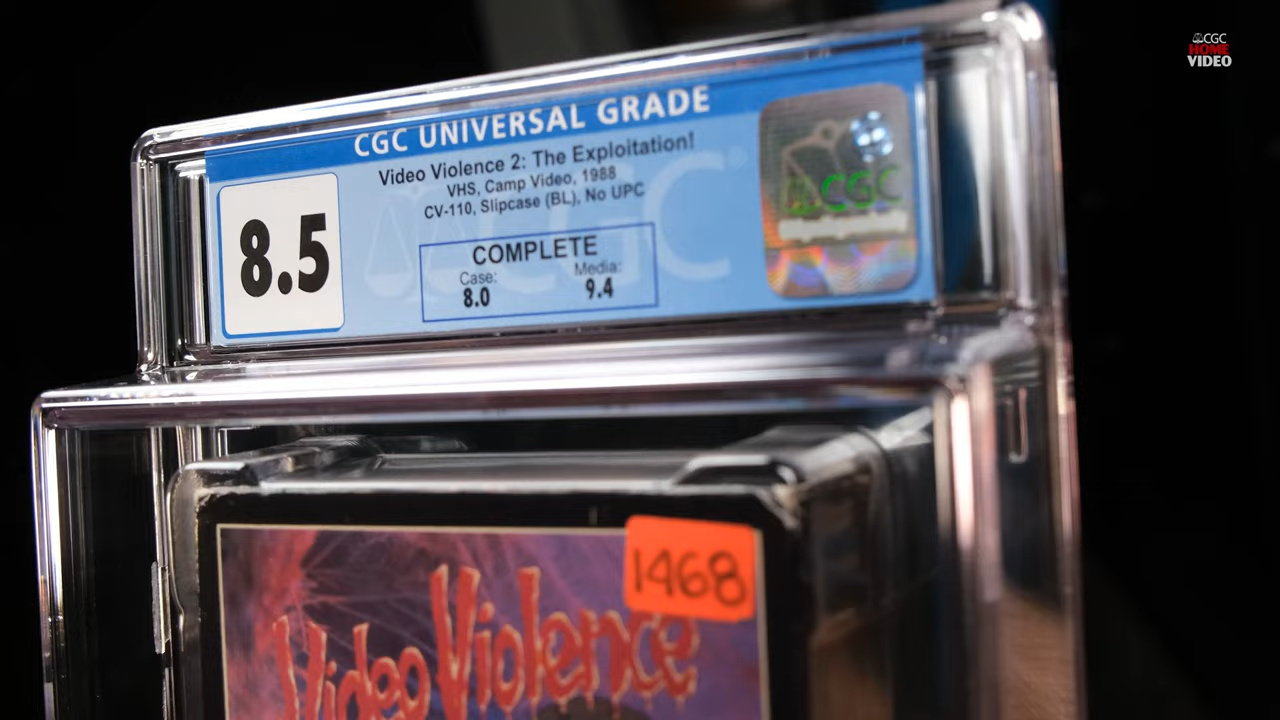 CGC
HOME
VIDEO
CGC UNIVERSAL GRADE
8.5
Video Violence 2: The Exploitation!
VHS, Camp Video, 1988
CV-110, Slipcase (BL), No UPC
COMPLETE
Case: Media:
8.0 9.4
CGC
CGC
1468
Video Violence